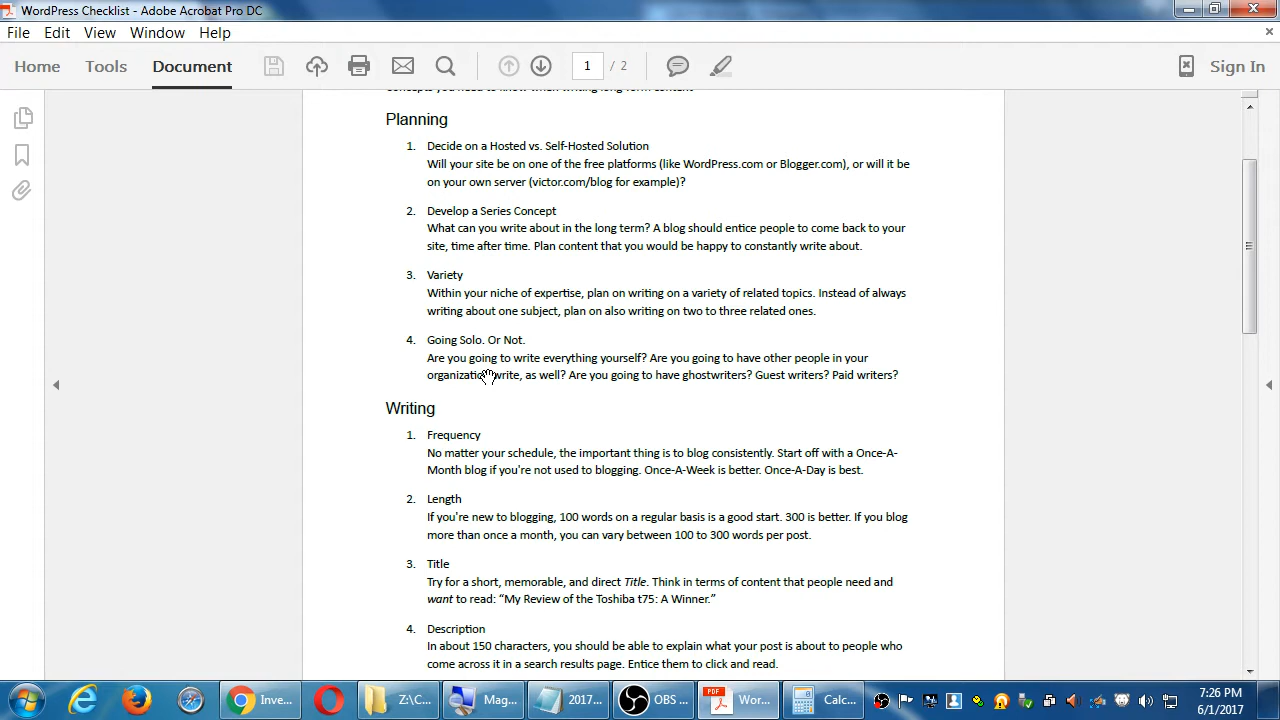 WordPress Checklist - Adobe Acrobat Pro DC
File Edit View Window Help
Home Tools Document 1 / 2 Sign In
Planning
1. Decide on a Hosted vs. Self-Hosted Solution
Will your site be on one of the free platforms (like WordPress.com or Blogger.com), or will it be
on your own server (victor.com/blog for example)?
2. Develop a Series Concept
What can you write about in the long term? A blog should entice people to come back to your
site, time after time. Plan content that you would be happy to constantly write about.
3. Variety
Within your niche of expertise, plan on writing on a variety of related topics. Instead of always
writing about one subject, plan on also writing on two to three related ones.
4. Going Solo. Or Not.
Are you going to write everything yourself? Are you going to have other people in your
organization write, as well? Are you going to have ghostwriters? Guest writers? Paid writers?
Writing
1. Frequency
No matter your schedule, the important thing is to blog consistently. Start off with a Once-A-
Month blog if you're not used to blogging. Once-A-Week is better. Once-A-Day is best.
2. Length
If you're new to blogging, 100 words on a regular basis is a good start. 300 is better. If you blog
more than once a month, you can vary between 100 to 300 words per post.
3. Title
Try for a short, memorable, and direct Title. Think in terms of content that people need and
want to read: “My Review of the Toshiba t75: A Winner.”
4. Description
In about 150 characters, you should be able to explain what your post is about to people who
come across it in a search results page. Entice them to click and read.
Inve... Z:\C... Mag... 2017... OBS ... PDF Wor... Calc... 7:26 PM
6/1/2017